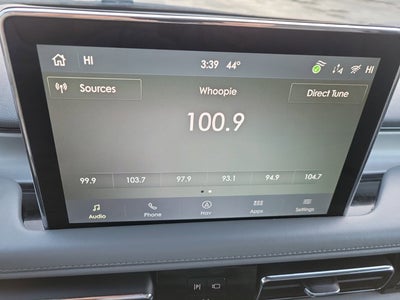 HI 3:39 44° HI
Sources Whoopie Direct Tune
100.9
99.9 103.7 97.9 93.1 94.9 104.7
Audio Phone Nav Apps Settings